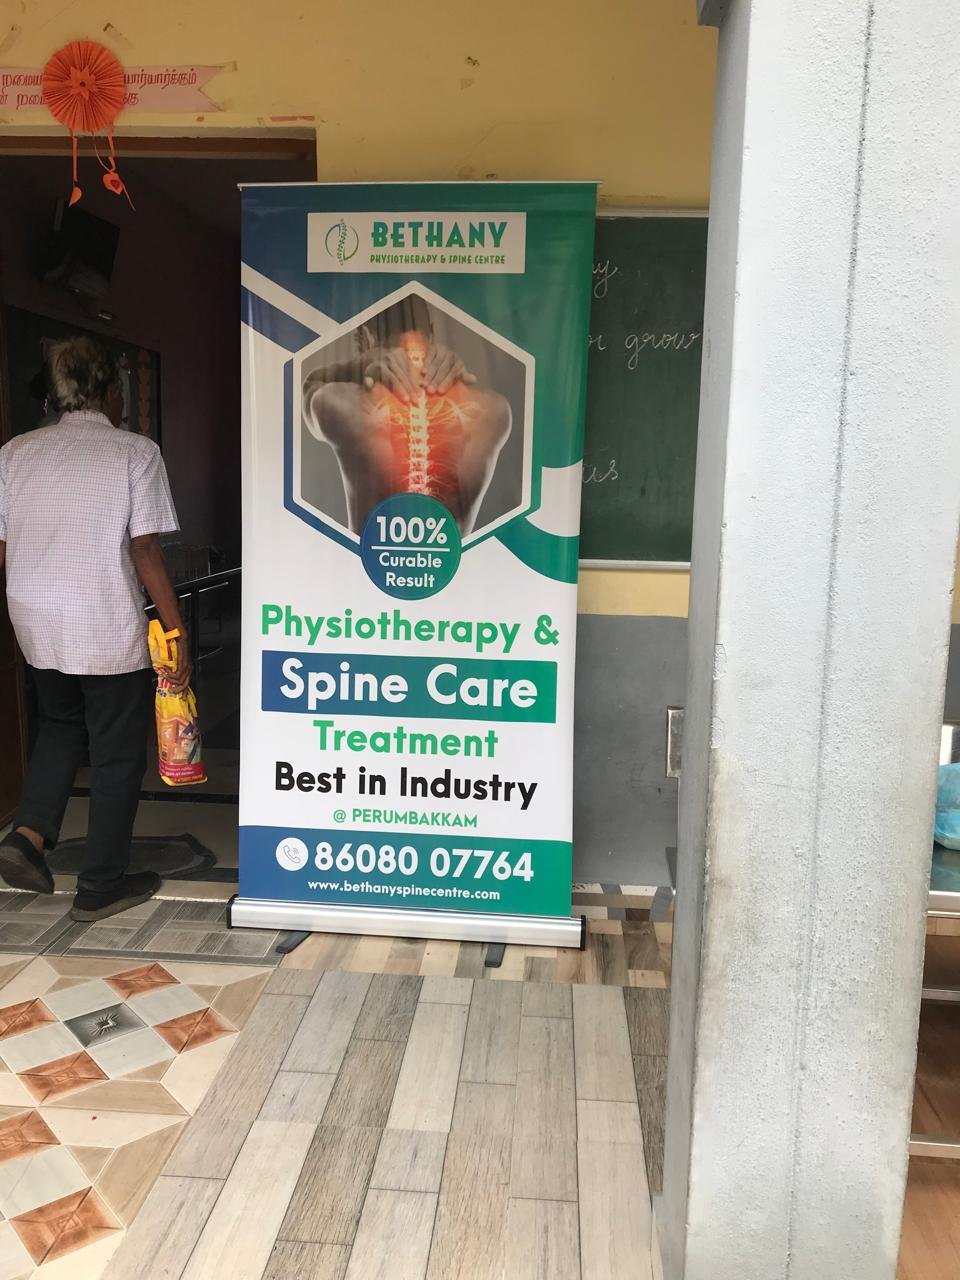 BETHANY
PHYSIOTHERAPY & SPINE CENTRE
100%
Curable
Result
Physiotherapy &
Spine Care
Treatment
Best in Industry
@ PERUMBAKKAM
86080 07764
www.bethanyspinecentre.com
grow